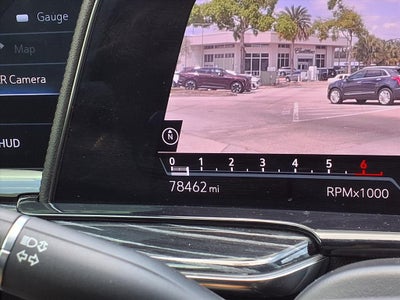 Gauge
Map
R Camera
HUD
N
0 1 2 3 4 5 6
78462 mi
RPMx1000